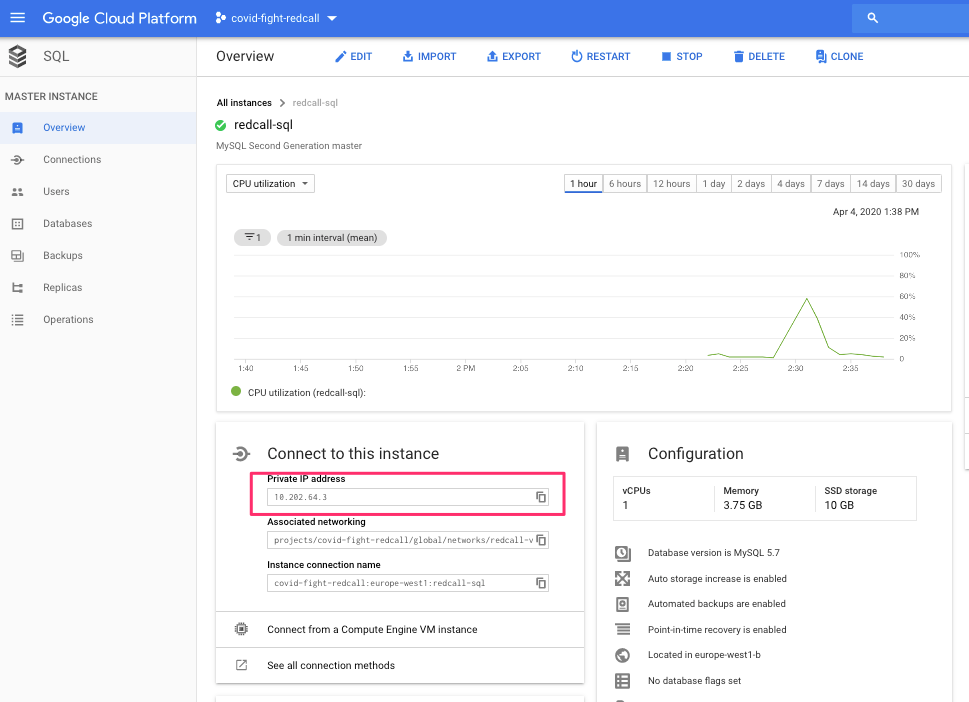 Google Cloud Platform
covid-fight-redcall
SQL
Overview
EDIT
IMPORT
EXPORT
RESTART
STOP
DELETE
CLONE
MASTER INSTANCE
Overview
Connections
Users
Databases
Backups
Replicas
Operations
All instances
redcall-sql
redcall-sql
MySQL Second Generation master
CPU utilization
1 hour 6 hours 12 hours 1 day 2 days 4 days 7 days 14 days 30 days
Apr 4, 2020 1:38 PM
1
1 min interval (mean)
100%
80%
60%
40%
20%
0
1:40 1:45 1:50 1:55 2 PM 2:05 2:10 2:15 2:20 2:25 2:30 2:35
CPU utilization (redcall-sql):
Connect to this instance
Private IP address
10.202.64.3
Associated networking
projects/covid-fight-redcall/global/networks/redcall-v
Instance connection name
covid-fight-redcall:europe-west1:redcall-sql
Connect from a Compute Engine VM instance
See all connection methods
Configuration
vCPUs Memory SSD storage
1 3.75 GB 10 GB
Database version is MySQL 5.7
Auto storage increase is enabled
Automated backups are enabled
Point-in-time recovery is enabled
Located in europe-west1-b
No database flags set